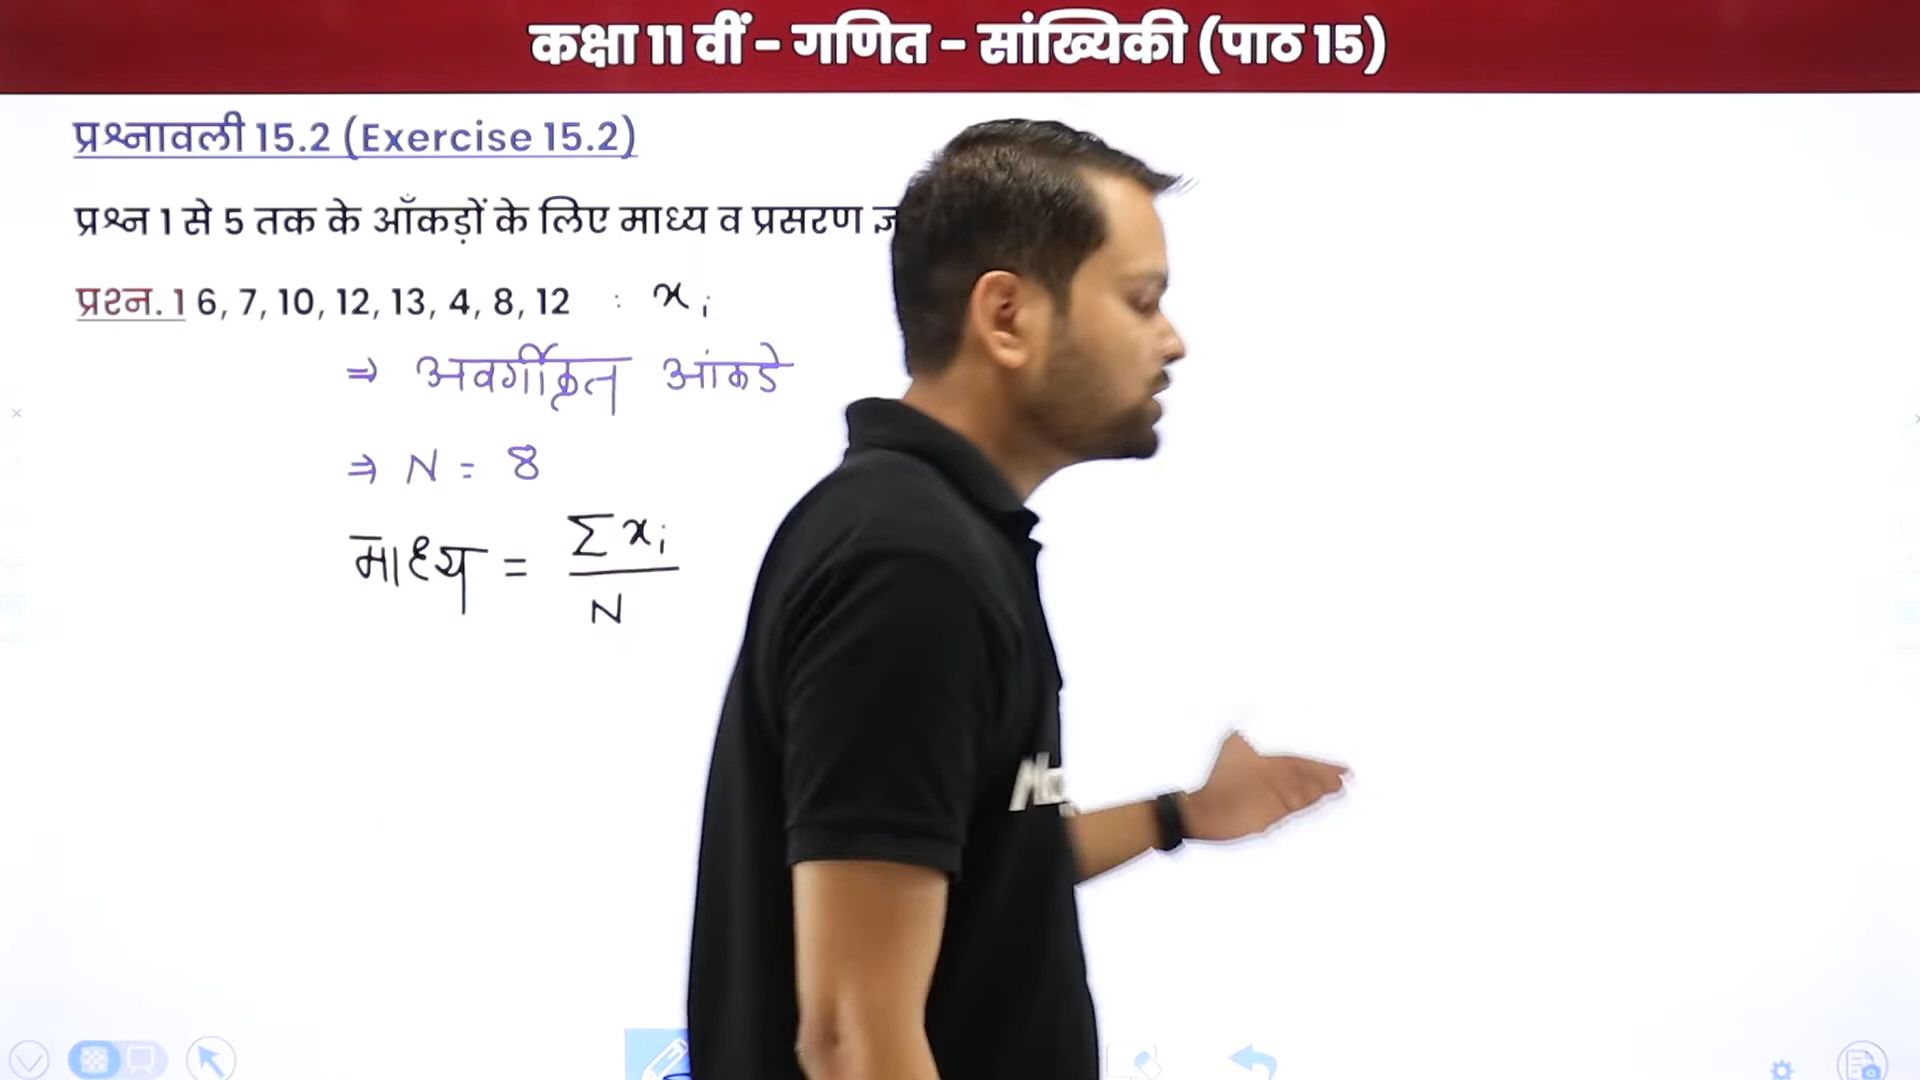 कक्षा 11 वीं - गणित - सांख्यिकी (पाठ 15)
प्रश्नावली 15.2 (Exercise 15.2)
प्रश्न 1 से 5 तक के आँकड़ों के लिए माध्य व प्रसरण
प्रश्न. 1 6, 7, 10, 12, 13, 4, 8, 12 : xᵢ
⇒ अवर्गीकृत आंकडे
⇒ N = 8
माध्य = Σxᵢ / N